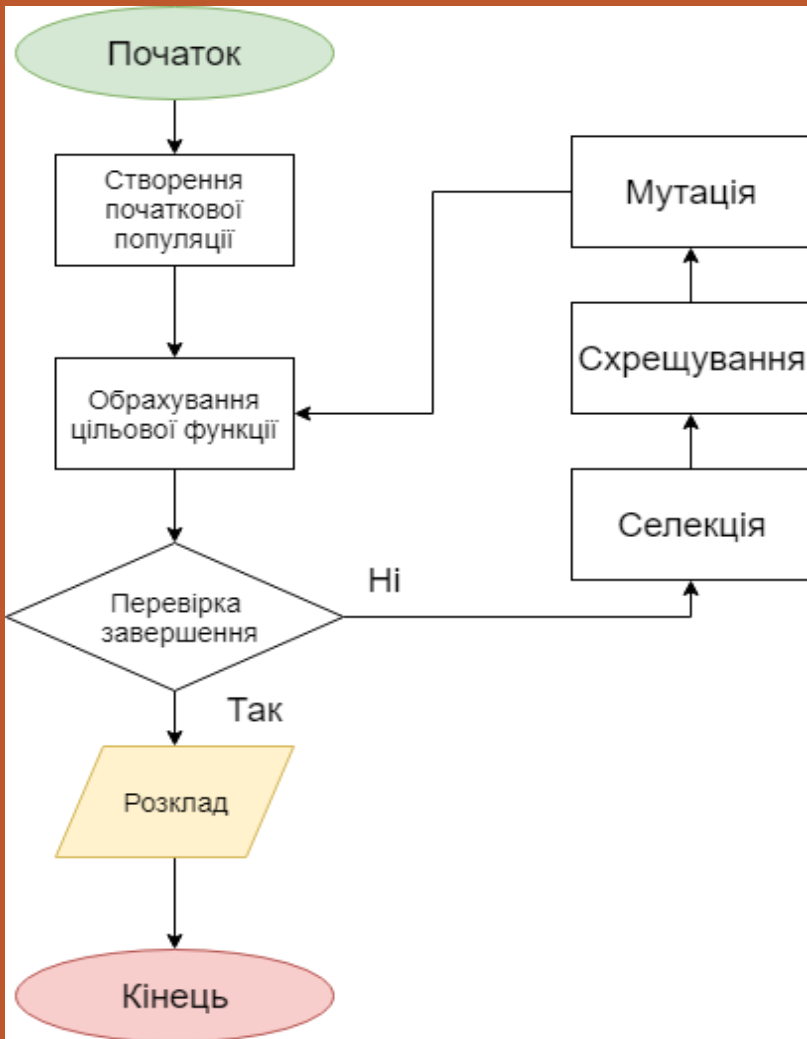 Початок
Створення
початкової
популяції
Обрахування
цільової функції
Перевірка
завершення
Ні
Селекція
Схрещування
Мутація
Так
Розклад
Кінець